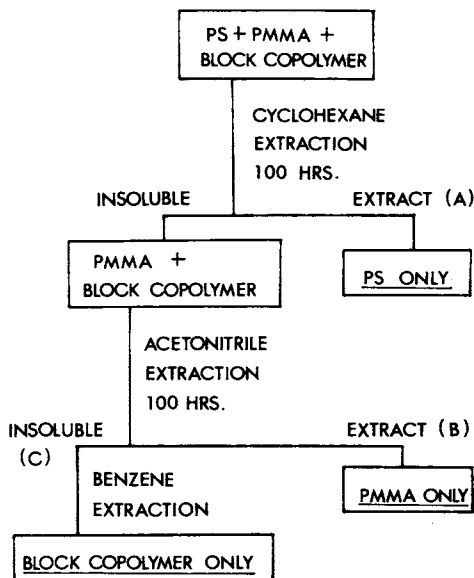 PS + PMMA +
BLOCK COPOLYMER
CYCLOHEXANE
EXTRACTION
100 HRS.
INSOLUBLE
EXTRACT (A)
PMMA +
BLOCK COPOLYMER
PS ONLY
ACETONITRILE
EXTRACTION
100 HRS.
INSOLUBLE
(C)
EXTRACT (B)
BENZENE
EXTRACTION
PMMA ONLY
BLOCK COPOLYMER ONLY